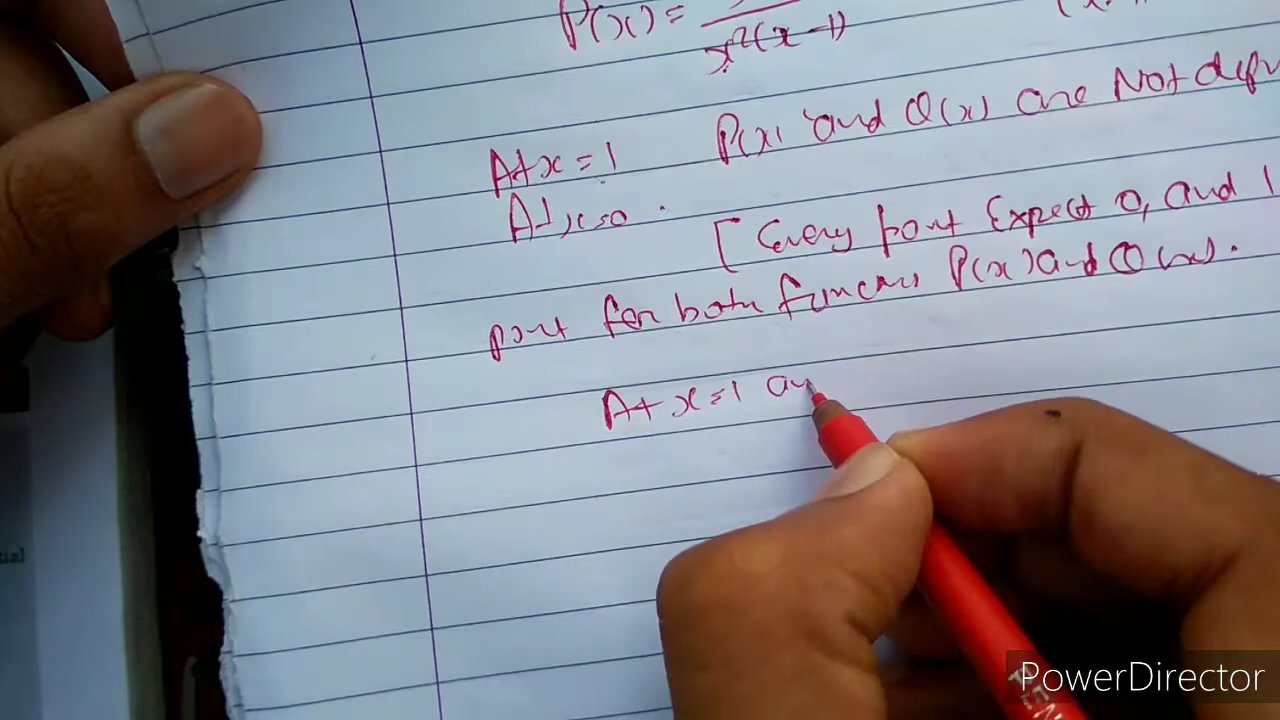 P(x) =
x²(x-1)
At x = 1 P(x) and Q(x) are Not
At x=0 .
[ Every point Expect 0, and 1
point for both P(x) and Q(x).
At x=1
PowerDirector